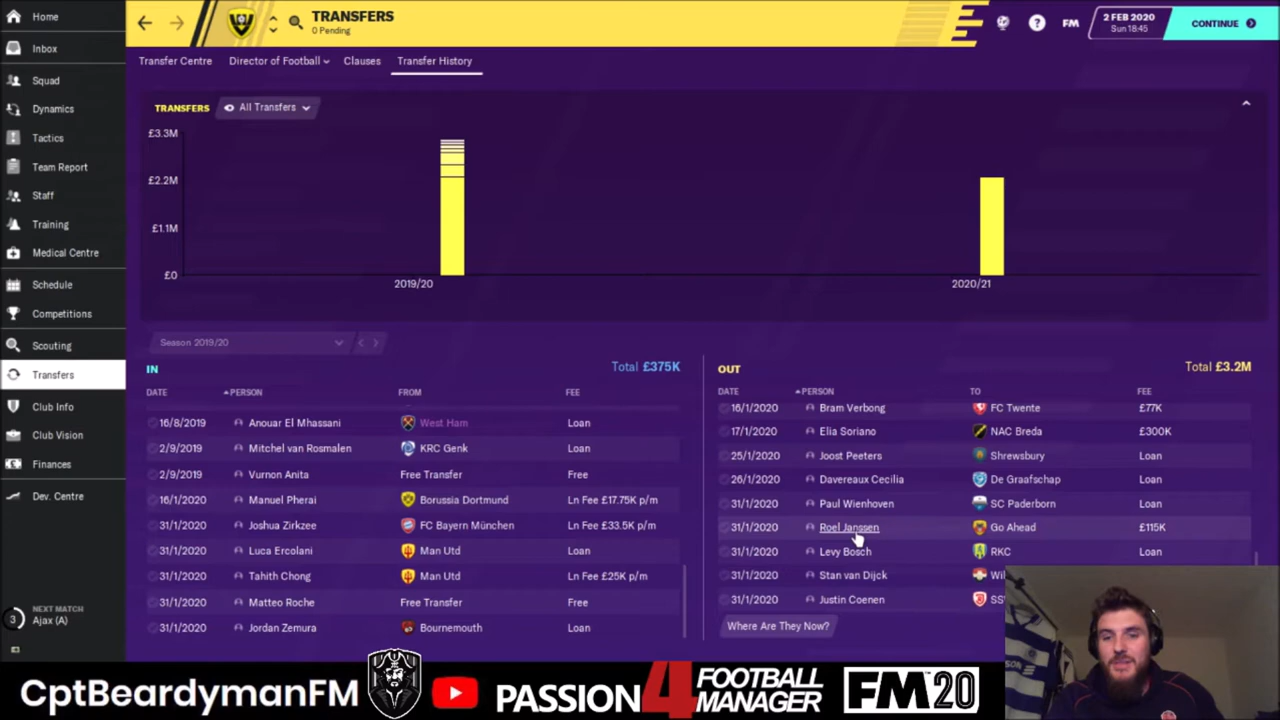 Home
TRANSFERS
0 Pending
FM
2 FEB 2020
Sun 18:45
CONTINUE
Inbox
Squad
Dynamics
Tactics
Team Report
Staff
Training
Medical Centre
Schedule
Competitions
Scouting
Transfers
Club Info
Club Vision
Finances
Dev. Centre
3
NEXT MATCH
Ajax (A)
Transfer Centre Director of Football Clauses Transfer History
TRANSFERS All Transfers
£3.3M
£2.2M
£1.1M
£0
2019/20 2020/21
Season 2019/20
IN Total £375K
DATE PERSON FROM FEE
16/8/2019 Anouar El Mhassani West Ham Loan
2/9/2019 Mitchel van Rosmalen KRC Genk Loan
2/9/2019 Vurnon Anita Free Transfer Free
16/1/2020 Manuel Pherai Borussia Dortmund Ln Fee £17.75K p/m
31/1/2020 Joshua Zirkzee FC Bayern München Ln Fee £33.5K p/m
31/1/2020 Luca Ercolani Man Utd Loan
31/1/2020 Tahith Chong Man Utd Ln Fee £25K p/m
31/1/2020 Matteo Roche Free Transfer Free
31/1/2020 Jordan Zemura Bournemouth Loan
OUT Total £3.2M
DATE PERSON TO FEE
16/1/2020 Bram Verbong FC Twente £77K
17/1/2020 Elia Soriano NAC Breda £300K
25/1/2020 Joost Peeters Shrewsbury Loan
26/1/2020 Davereaux Cecilia De Graafschap Loan
31/1/2020 Paul Wienhoven SC Paderborn Loan
31/1/2020 Roel Janssen Go Ahead £115K
31/1/2020 Levy Bosch RKC Loan
31/1/2020 Stan van Dijck Wil
31/1/2020 Justin Coenen SS
Where Are They Now?
CptBeardymanFM
PASSION 4 FOOTBALL MANAGER
FM20